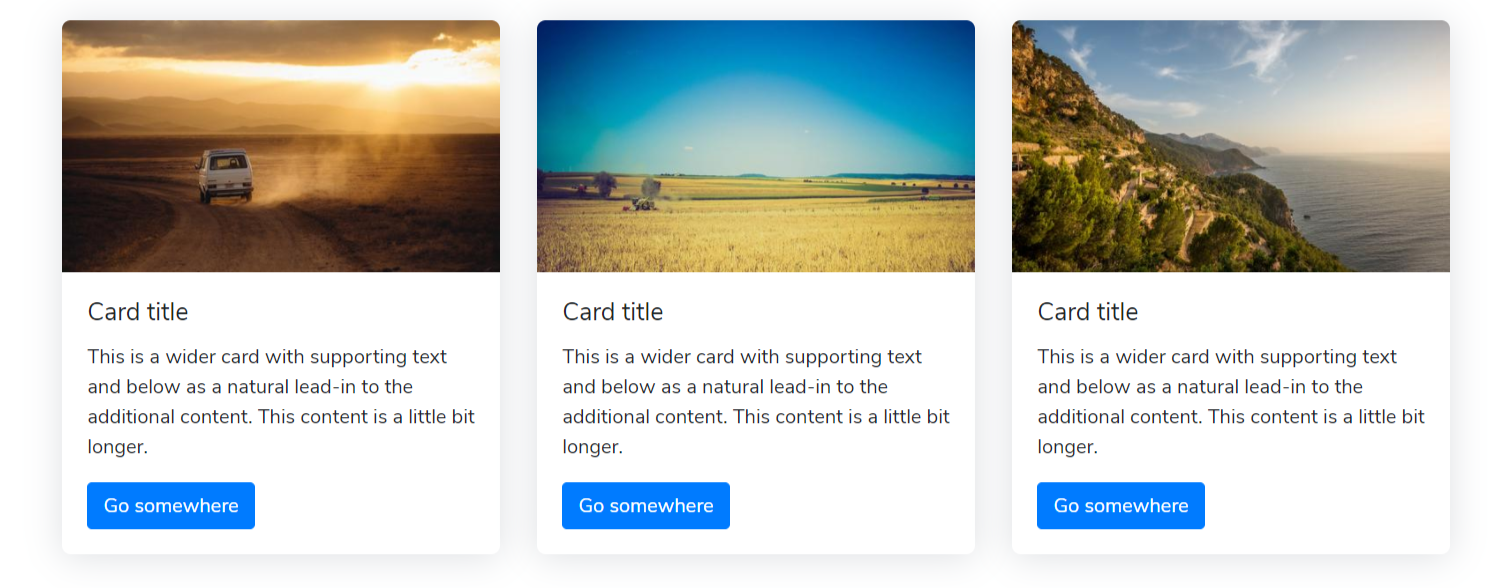 Card title
This is a wider card with supporting text
and below as a natural lead-in to the
additional content. This content is a little bit
longer.
Go somewhere
Card title
This is a wider card with supporting text
and below as a natural lead-in to the
additional content. This content is a little bit
longer.
Go somewhere
Card title
This is a wider card with supporting text
and below as a natural lead-in to the
additional content. This content is a little bit
longer.
Go somewhere